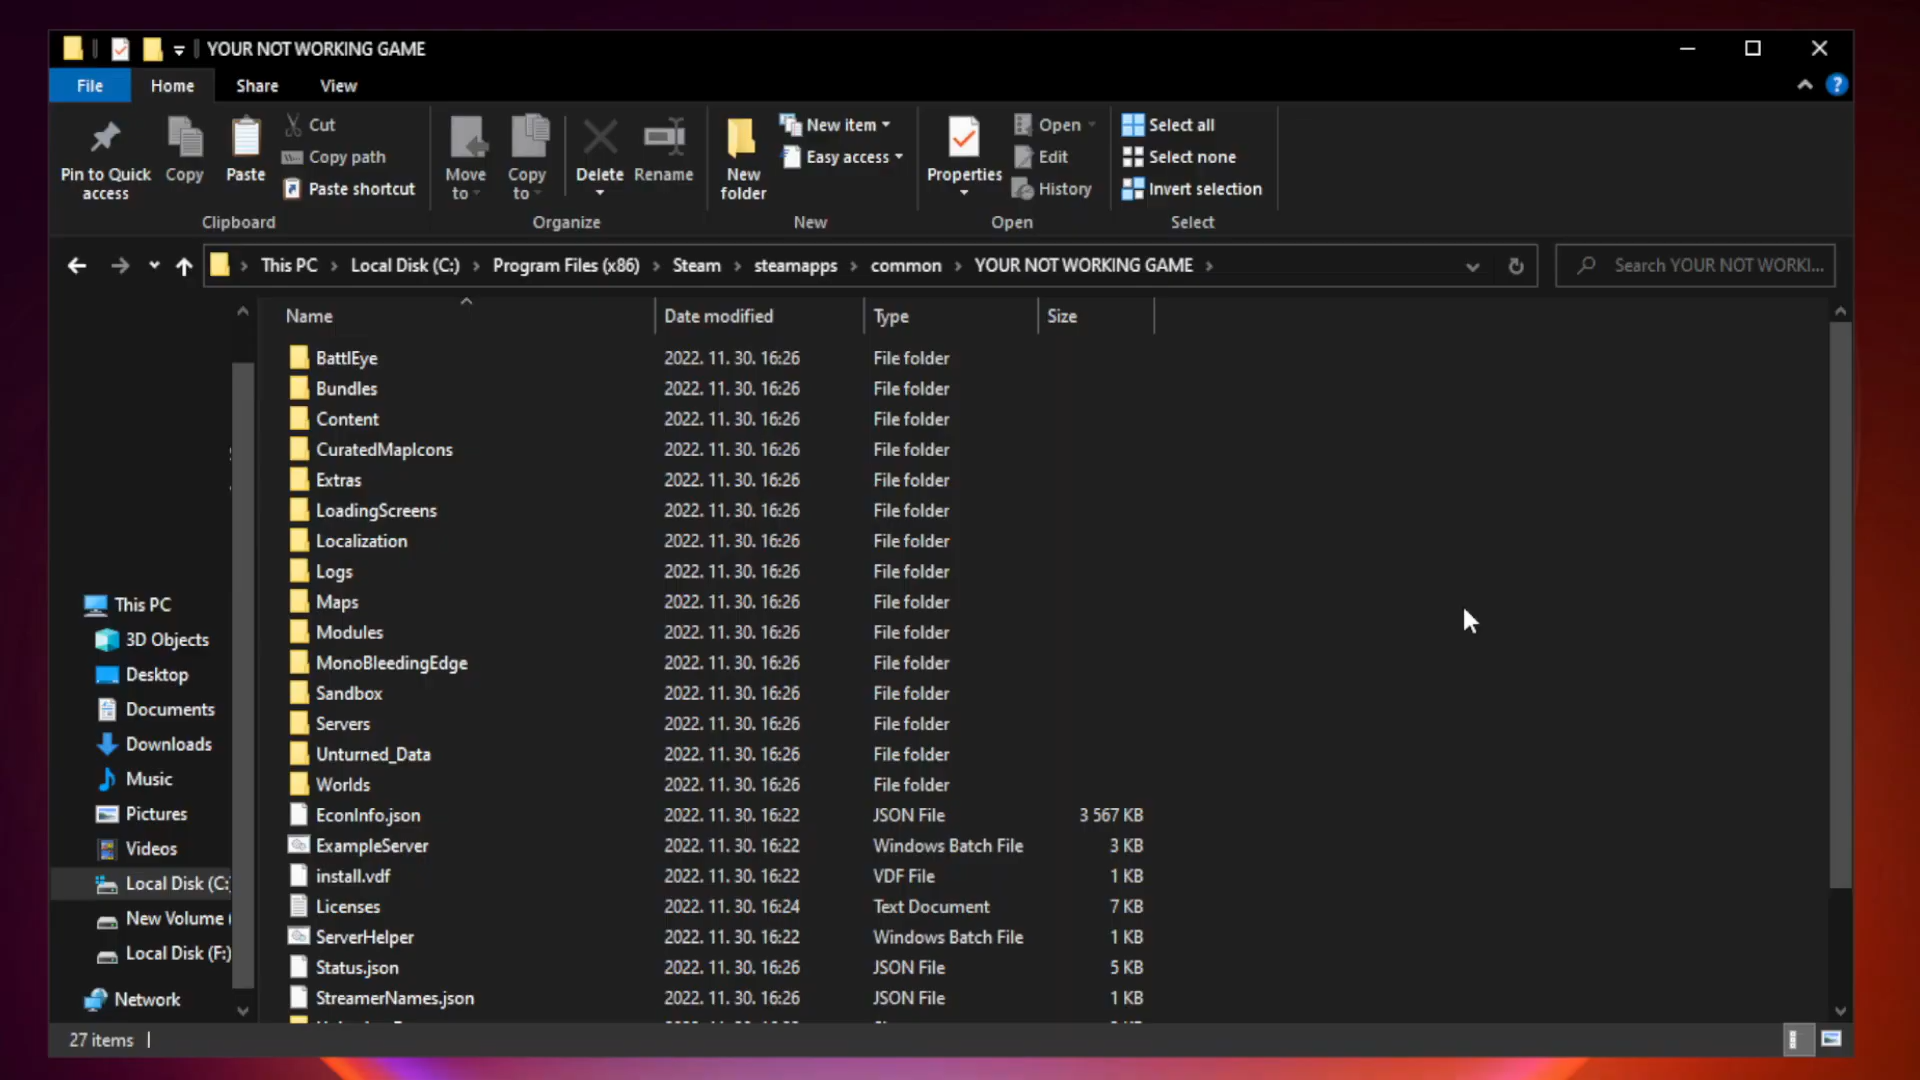 YOUR NOT WORKING GAME
File Home Share View
Pin to Quick access
Copy
Paste
Cut
Copy path
Paste shortcut
Clipboard
Move to
Copy to
Delete
Rename
Organize
New folder
New item
Easy access
New
Properties
Open
Edit
History
Open
Select all
Select none
Invert selection
Select
This PC > Local Disk (C:) > Program Files (x86) > Steam > steamapps > common > YOUR NOT WORKING GAME >
Search YOUR NOT WORKI...
This PC
3D Objects
Desktop
Documents
Downloads
Music
Pictures
Videos
Local Disk (C:
New Volume (
Local Disk (F:)
Network
Name Date modified Type Size
BattlEye 2022. 11. 30. 16:26 File folder
Bundles 2022. 11. 30. 16:26 File folder
Content 2022. 11. 30. 16:26 File folder
CuratedMapIcons 2022. 11. 30. 16:26 File folder
Extras 2022. 11. 30. 16:26 File folder
LoadingScreens 2022. 11. 30. 16:26 File folder
Localization 2022. 11. 30. 16:26 File folder
Logs 2022. 11. 30. 16:26 File folder
Maps 2022. 11. 30. 16:26 File folder
Modules 2022. 11. 30. 16:26 File folder
MonoBleedingEdge 2022. 11. 30. 16:26 File folder
Sandbox 2022. 11. 30. 16:26 File folder
Servers 2022. 11. 30. 16:26 File folder
Unturned_Data 2022. 11. 30. 16:26 File folder
Worlds 2022. 11. 30. 16:26 File folder
EconInfo.json 2022. 11. 30. 16:22 JSON File 3 567 KB
ExampleServer 2022. 11. 30. 16:22 Windows Batch File 3 KB
install.vdf 2022. 11. 30. 16:22 VDF File 1 KB
Licenses 2022. 11. 30. 16:24 Text Document 7 KB
ServerHelper 2022. 11. 30. 16:22 Windows Batch File 1 KB
Status.json 2022. 11. 30. 16:26 JSON File 5 KB
StreamerNames.json 2022. 11. 30. 16:26 JSON File 1 KB
27 items